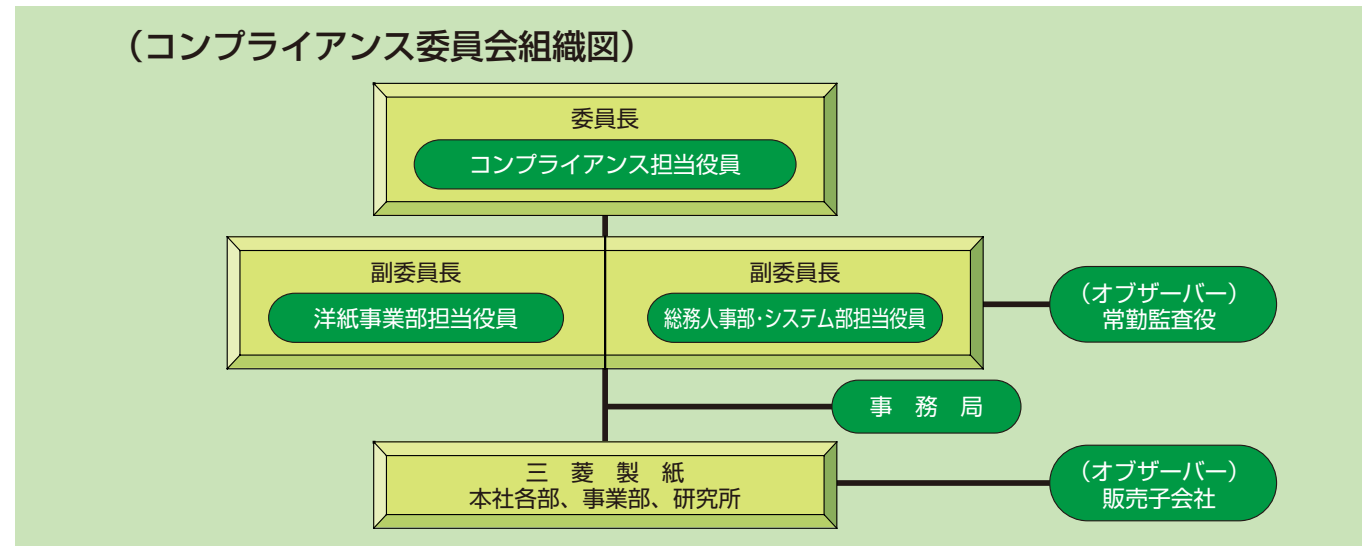 （コンプライアンス委員会組織図）
委員長
コンプライアンス担当役員
副委員長
洋紙事業部担当役員
副委員長
総務人事部・システム部担当役員
（オブザーバー）
常勤監査役
事　務　局
三　菱　製　紙
本社各部、事業部、研究所
（オブザーバー）
販売子会社